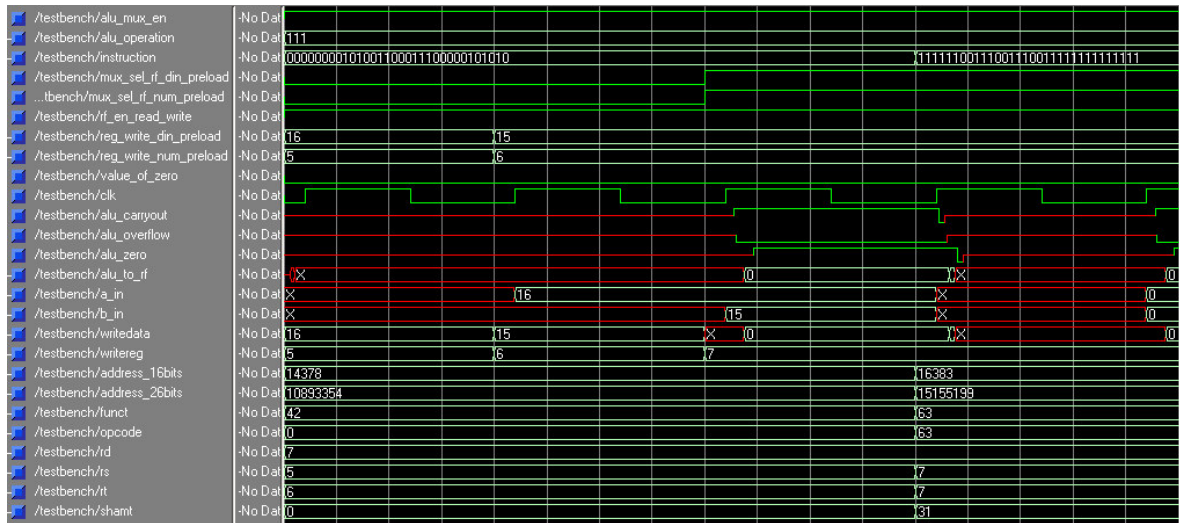 /testbench/alu_mux_en -No Dat
/testbench/alu_operation -No Dat 111
/testbench/instruction -No Dat 00000000101001100011100000101010 11111100111001110011111111111111
/testbench/mux_sel_rf_din_preload -No Dat
...tbench/mux_sel_rf_num_preload -No Dat
/testbench/rf_en_read_write -No Dat
/testbench/reg_write_din_preload -No Dat 16 15
/testbench/reg_write_num_preload -No Dat 5 6
/testbench/value_of_zero -No Dat
/testbench/clk -No Dat
/testbench/alu_carryout -No Dat
/testbench/alu_overflow -No Dat
/testbench/alu_zero -No Dat
/testbench/alu_to_rf -No Dat X 0 X 0
/testbench/a_in -No Dat X 16 X 0
/testbench/b_in -No Dat X 15 X 0
/testbench/writedata -No Dat 16 15 X 0 X 0
/testbench/writereg -No Dat 5 6 7
/testbench/address_16bits -No Dat 14378 16383
/testbench/address_26bits -No Dat 10893354 15155199
/testbench/funct -No Dat 42 63
/testbench/opcode -No Dat 0 63
/testbench/rd -No Dat 7
/testbench/rs -No Dat 5 7
/testbench/rt -No Dat 6 7
/testbench/shamt -No Dat 0 31